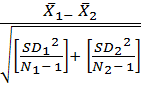 X̄₁− X̄₂
√[SD₁²/N₁−1]+ [SD₂²/N₂−1]